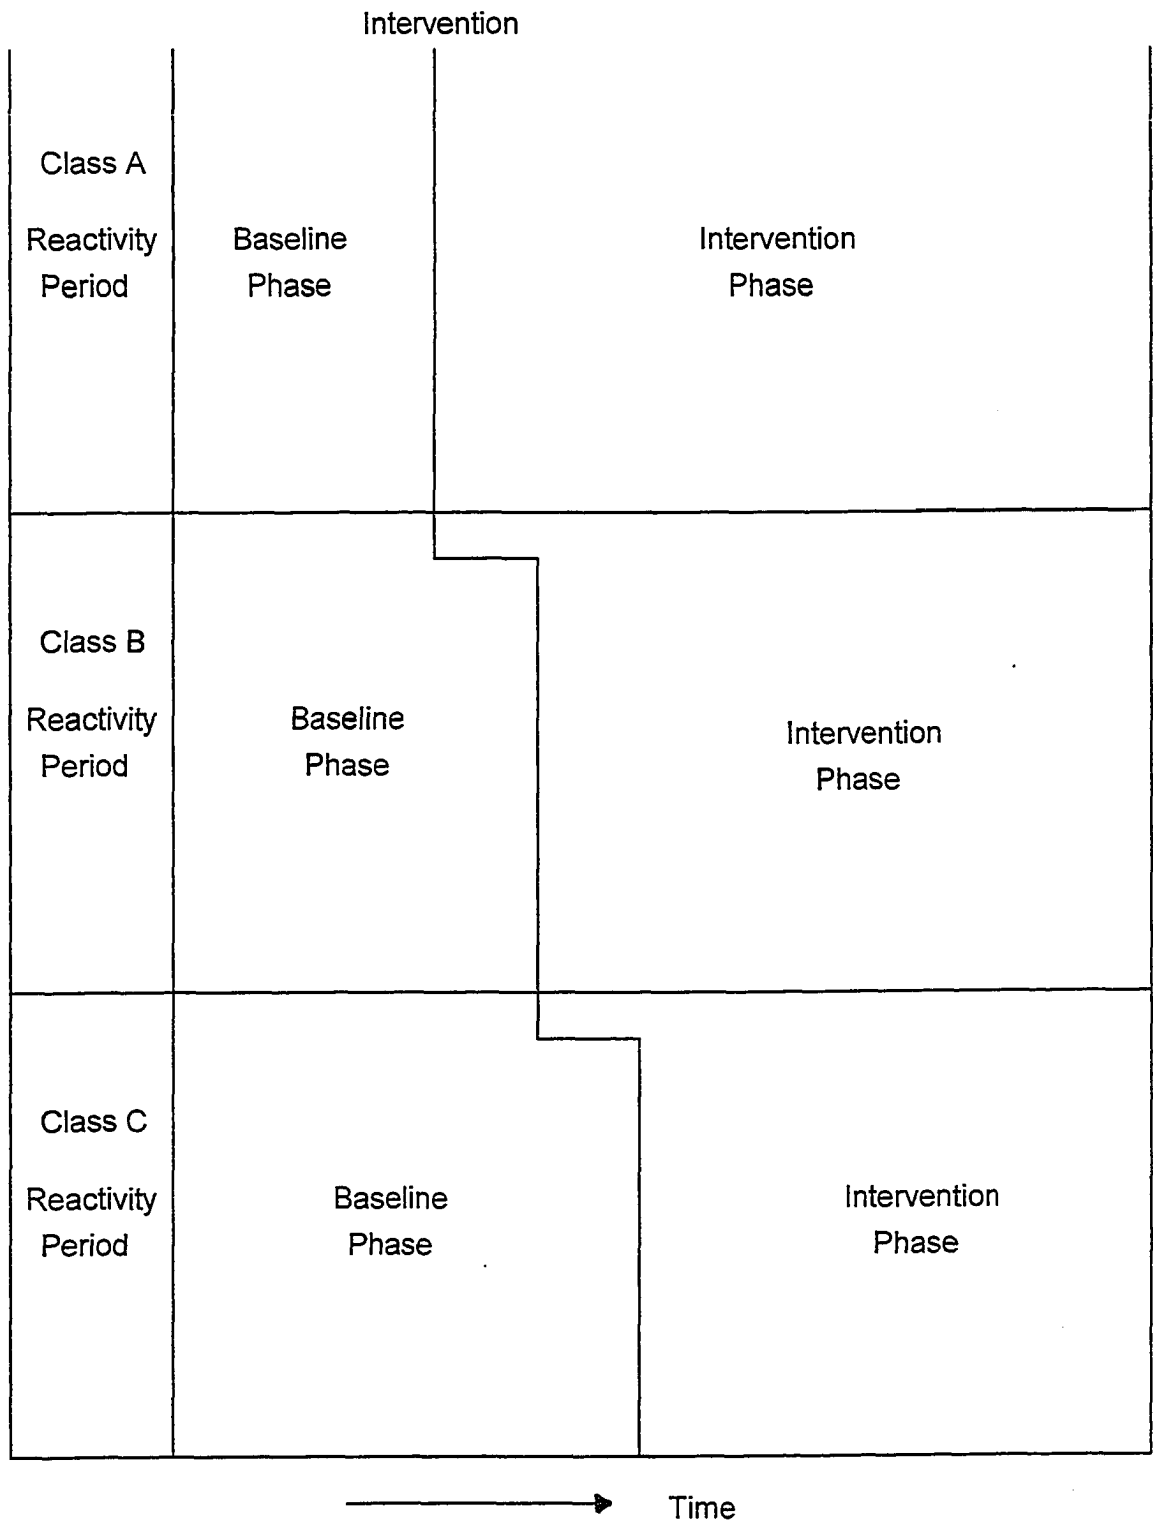 Intervention
Class A
Reactivity
Period
Baseline
Phase
Intervention
Phase
Class B
Reactivity
Period
Baseline
Phase
Intervention
Phase
Class C
Reactivity
Period
Baseline
Phase
Intervention
Phase
Time